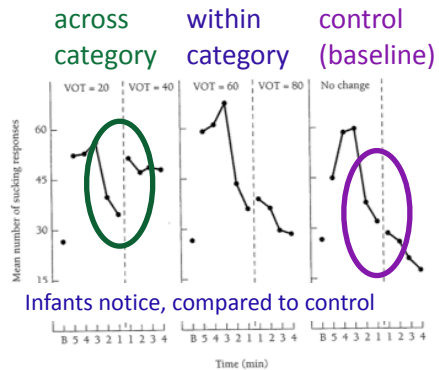 across category
within category
control (baseline)
VOT = 20
VOT = 40
VOT = 60
VOT = 80
No change
Mean number of sucking responses
60
45
30
15
Infants notice, compared to control
B 5 4 3 2 1 1 2 3 4
B 5 4 3 2 1 1 2 3 4
B 5 4 3 2 1 1 2 3 4
Time (min)